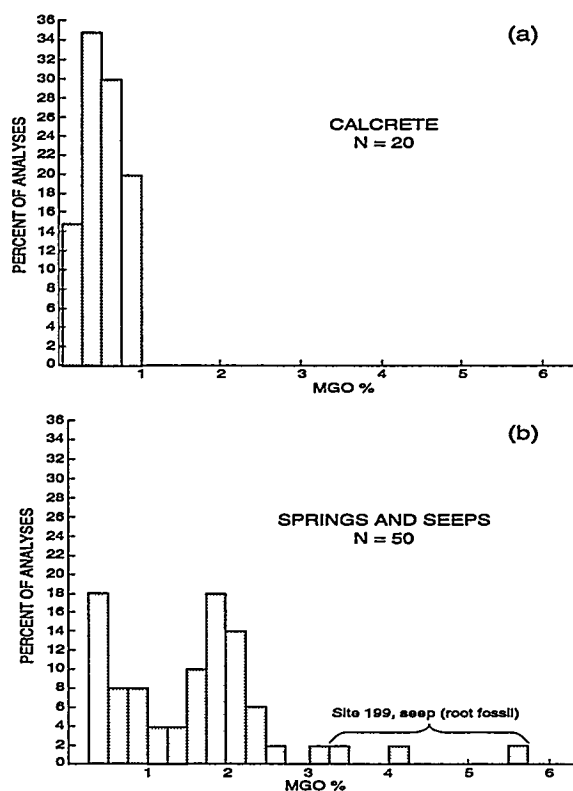 (a)
CALCRETE
N = 20
PERCENT OF ANALYSES
36
34
32
30
28
26
24
22
20
18
16
14
12
10
8
6
4
2
0
1 2 3 4 5 6
MGO %
(b)
SPRINGS AND SEEPS
N = 50
PERCENT OF ANALYSES
36
34
32
30
28
26
24
22
20
18
16
14
12
10
8
6
4
2
0
Site 199, seep (root fossil)
1 2 3 4 5 6
MGO %